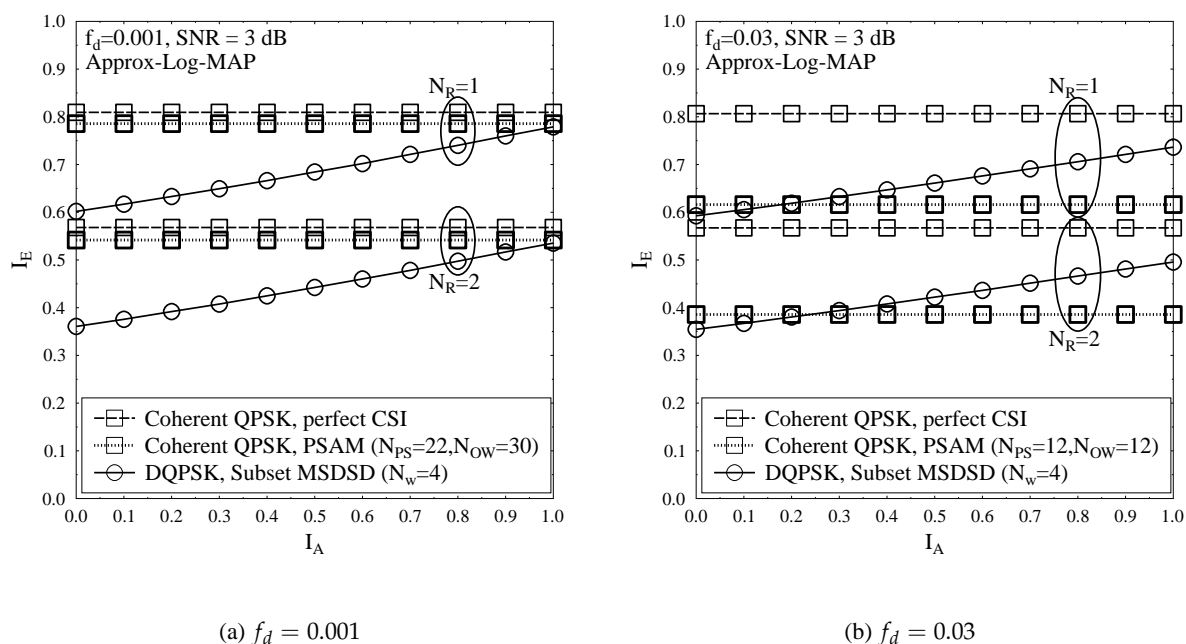 f_d=0.001, SNR = 3 dB
Approx-Log-MAP
N_R=1
N_R=2
I_E
1.0
0.9
0.8
0.7
0.6
0.5
0.4
0.3
0.2
0.1
0.0
Coherent QPSK, perfect CSI
Coherent QPSK, PSAM (N_PS=22,N_OW=30)
DQPSK, Subset MSDSD (N_w=4)
0.0 0.1 0.2 0.3 0.4 0.5 0.6 0.7 0.8 0.9 1.0
I_A
(a) f_d = 0.001
f_d=0.03, SNR = 3 dB
Approx-Log-MAP
N_R=1
N_R=2
I_E
1.0
0.9
0.8
0.7
0.6
0.5
0.4
0.3
0.2
0.1
0.0
Coherent QPSK, perfect CSI
Coherent QPSK, PSAM (N_PS=12,N_OW=12)
DQPSK, Subset MSDSD (N_w=4)
0.0 0.1 0.2 0.3 0.4 0.5 0.6 0.7 0.8 0.9 1.0
I_A
(b) f_d = 0.03